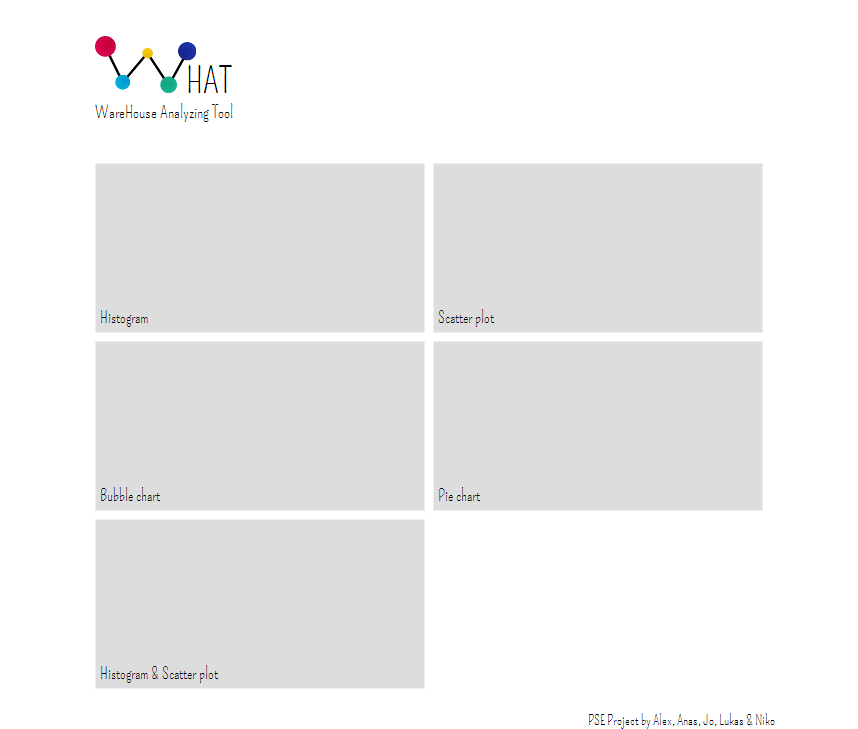 WHAT
WareHouse Analyzing Tool
Histogram
Scatter plot
Bubble chart
Pie chart
Histogram & Scatter plot
PSE Project by Alex, Anas, Jo, Lukas & Niko